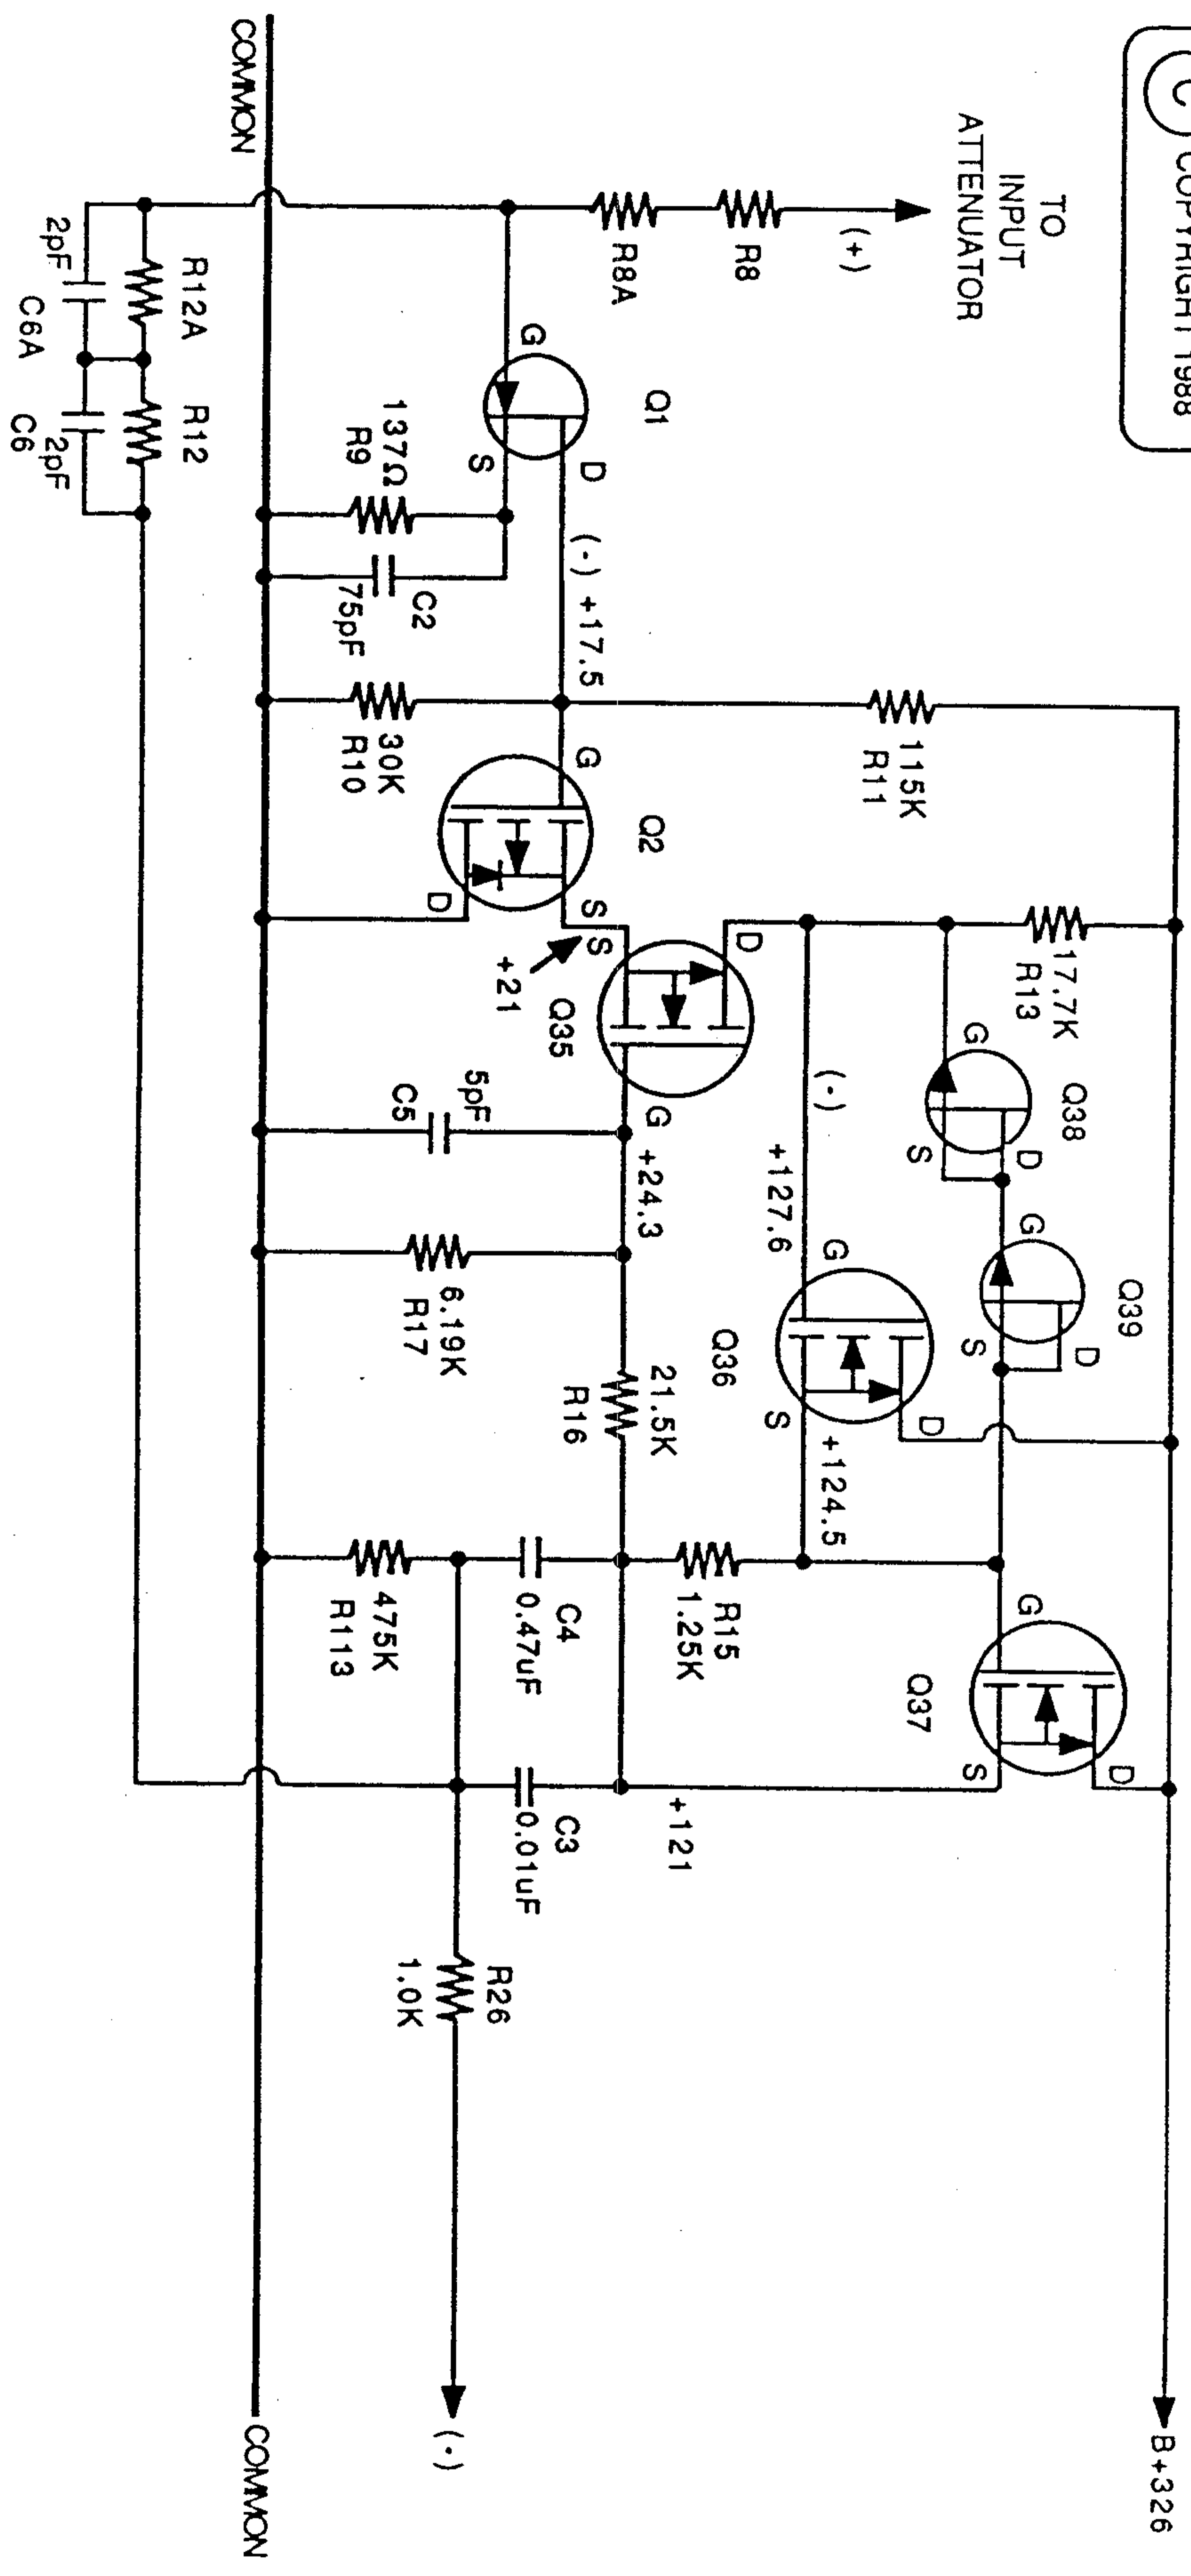 C COPYRIGHT 1988
TO
INPUT
ATTENUATOR
(+)
R8
R8A
COMMON
R12A
R12
2pF
C6A
2pF
C6
G
Q1
S
D
137Ω
R9
C2
75pF
(-) +17.5
30K
R10
115K
R11
G
Q2
S
D
+21
S
D
Q35
G
17.7K
R13
G
Q38
S
D
G
Q39
S
D
5pF
C5
+24.3
(-)
+127.6
G
Q36
S
D
+124.5
6.19K
R17
21.5K
R16
475K
R113
C4
0.47uF
R15
1.25K
G
Q37
S
D
+121
C3
0.01uF
R26
1.0K
(-)
COMMON
B+326